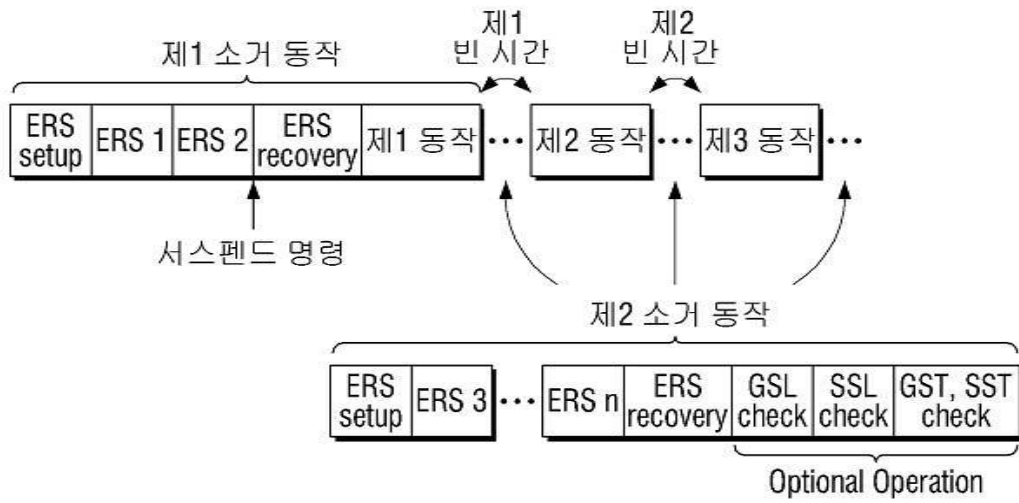 제1 소거 동작
제1
빈 시간
제2
빈 시간
ERS
setup
ERS 1
ERS 2
ERS
recovery
제1 동작
•••
제2 동작
•••
제3 동작
•••
서스펜드 명령
제2 소거 동작
ERS
setup
ERS 3
•••
ERS n
ERS
recovery
GSL
check
SSL
check
GST, SST
check
Optional Operation